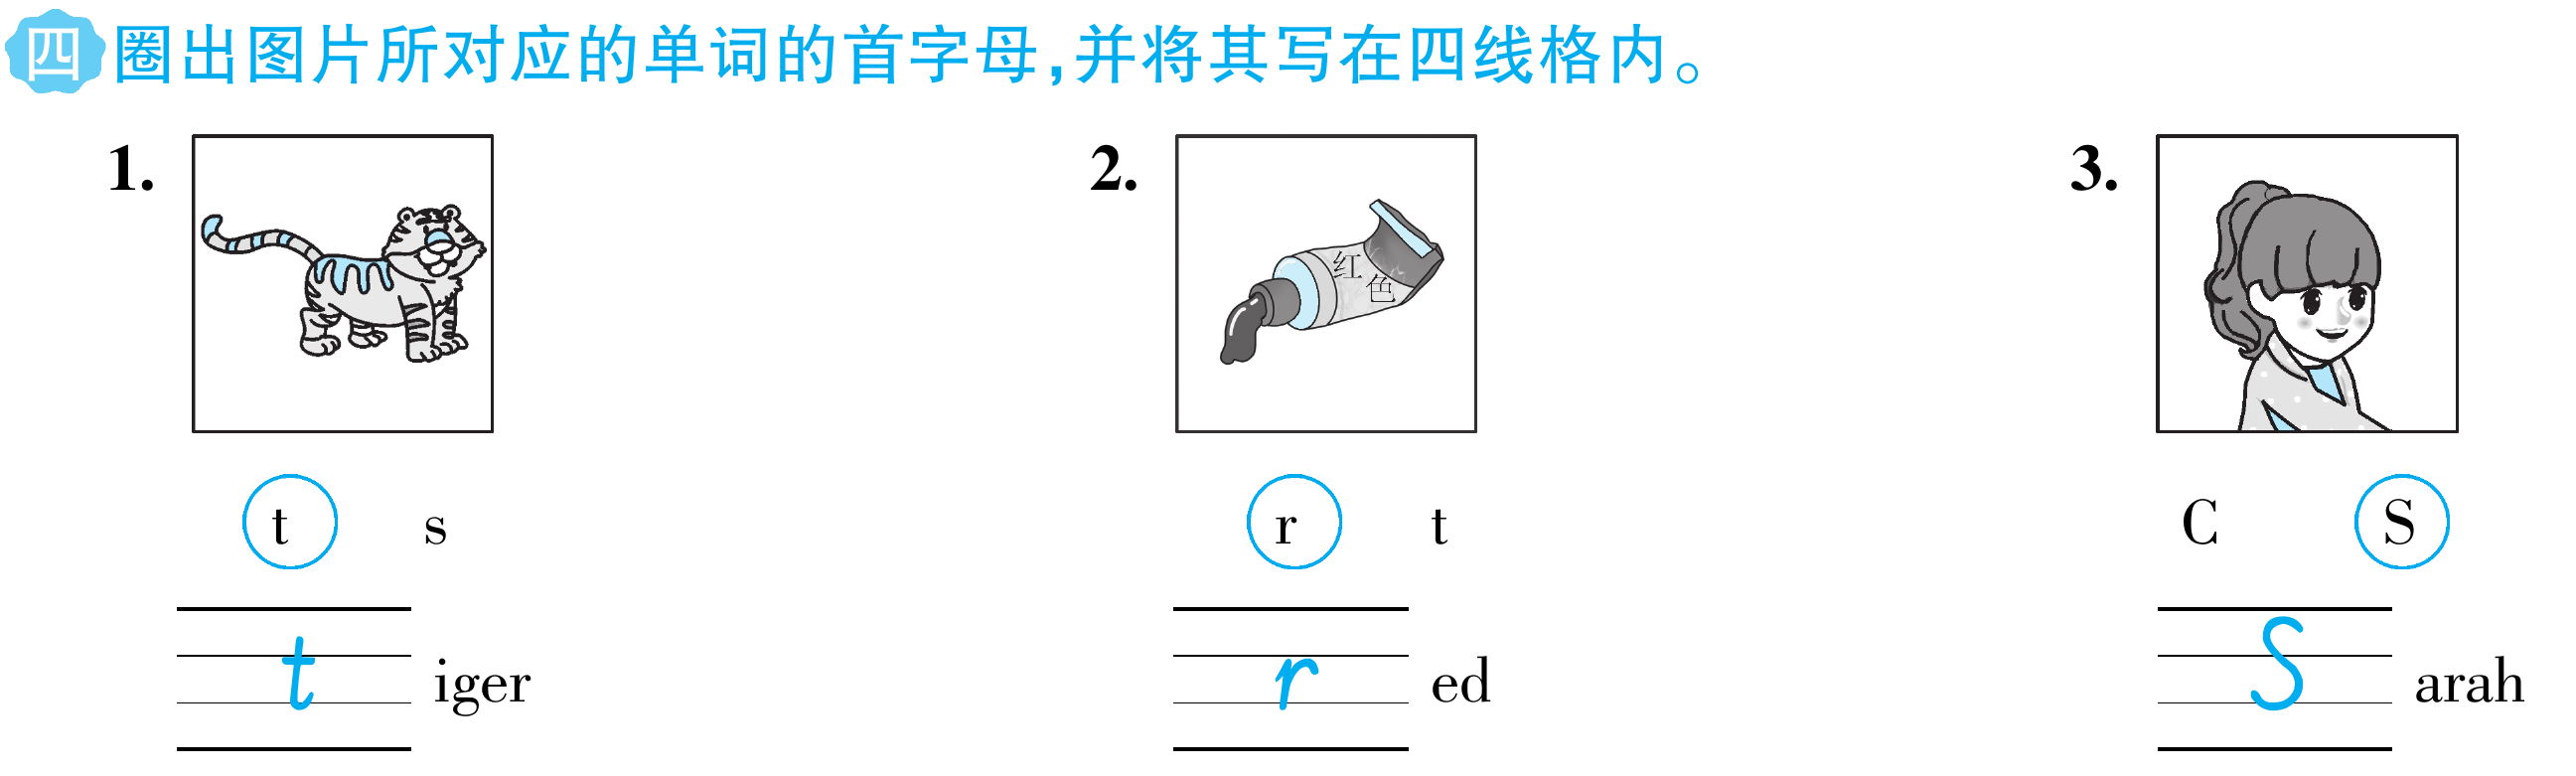 四 圈出图片所对应的单词的首字母,并将其写在四线格内。
1. 2. 3.
红色
t s r t C S
t iger r ed S arah